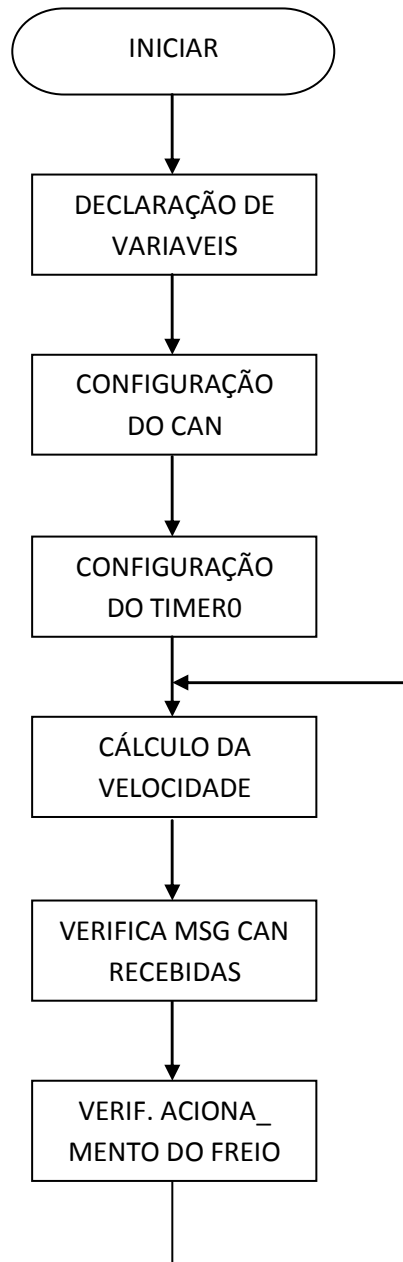 INICIAR
DECLARAÇÃO DE
VARIAVEIS
CONFIGURAÇÃO
DO CAN
CONFIGURAÇÃO
DO TIMER0
CÁLCULO DA
VELOCIDADE
VERIFICA MSG CAN
RECEBIDAS
VERIF. ACIONA_
MENTO DO FREIO